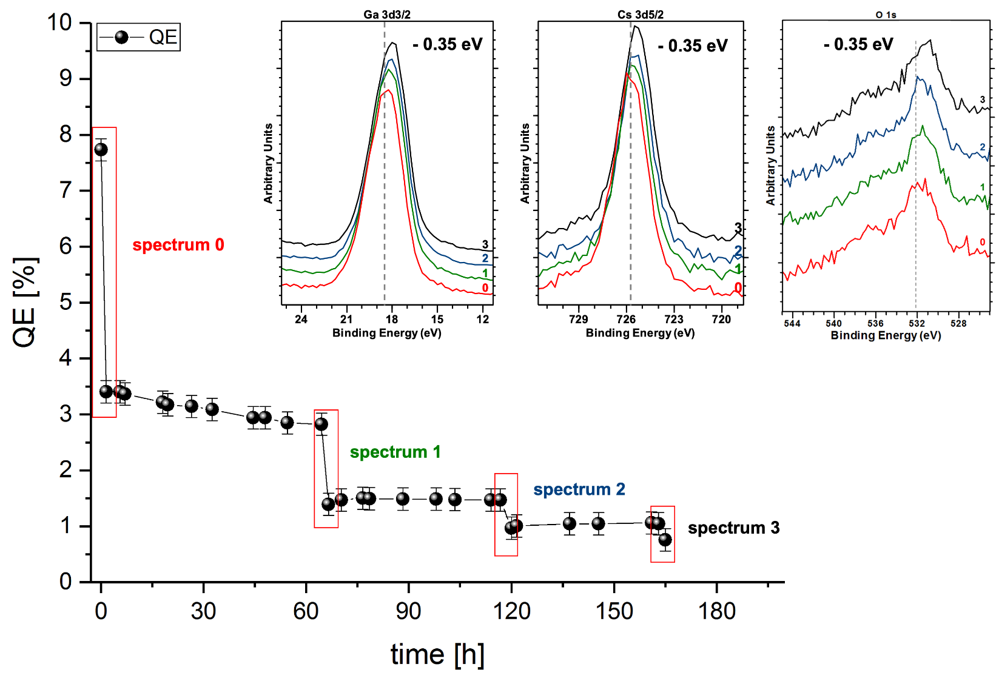 QE
QE [%]
10
9
8
7
6
5
4
3
2
1
0
0 30 60 90 120 150 180
time [h]
spectrum 0
spectrum 1
spectrum 2
spectrum 3
Ga 3d3/2
- 0.35 eV
Arbitrary Units
3
2
1
0
24 21 18 15 12
Binding Energy (eV)
Cs 3d5/2
- 0.35 eV
Arbitrary Units
3
2
1
0
729 726 723 720
Binding Energy (eV)
O 1s
- 0.35 eV
Arbitrary Units
3
2
1
0
544 540 536 532 528
Binding Energy (eV)